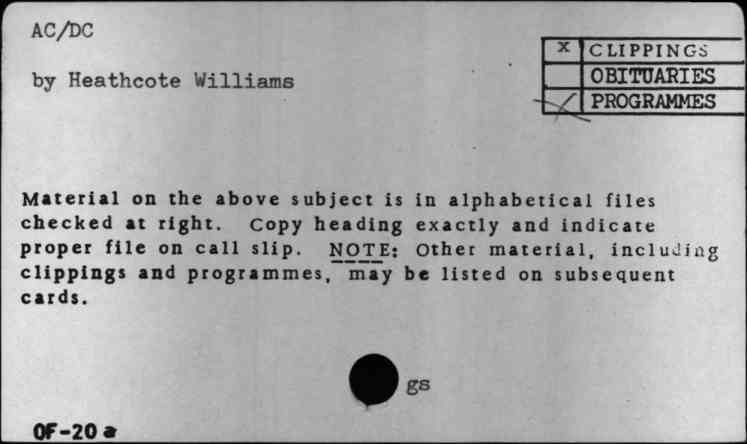 AC/DC
x CLIPPINGS
by Heathcote Williams
OBITUARIES
PROGRAMMES
Material on the above subject is in alphabetical files
checked at right. Copy heading exactly and indicate
proper file on call slip. NOTE: Other material, including
clippings and programmes, may be listed on subsequent
cards.
gs
OF-20 a